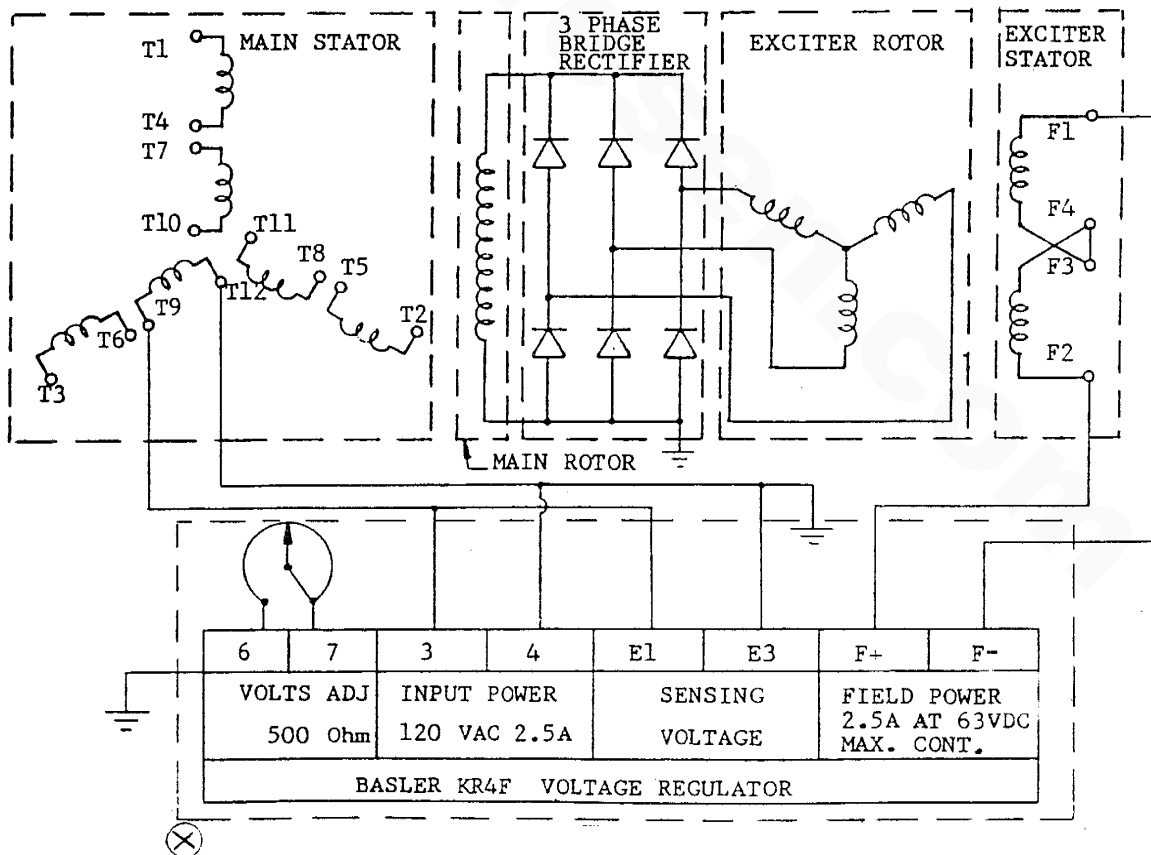 MAIN STATOR
3 PHASE
BRIDGE
RECTIFIER
EXCITER ROTOR
EXCITER
STATOR
T1
T4
T7
T10
T11
T8
T5
T2
T12
T9
T6
T3
F1
F4
F3
F2
MAIN ROTOR
6 7 3 4 E1 E3 F+ F-
VOLTS ADJ
500 Ohm
INPUT POWER
120 VAC 2.5A
SENSING
VOLTAGE
FIELD POWER
2.5A AT 63VDC
MAX. CONT.
BASLER KR4F VOLTAGE REGULATOR
X